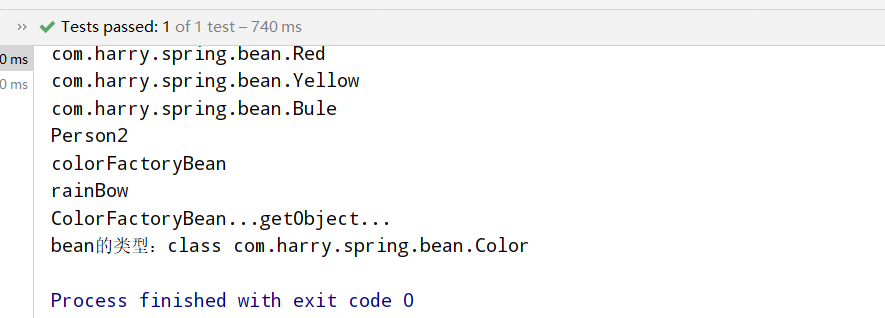 ›› ✔ Tests passed: 1 of 1 test – 740 ms
0 ms com.harry.spring.bean.Red
0 ms com.harry.spring.bean.Yellow
com.harry.spring.bean.Bule
Person2
colorFactoryBean
rainBow
ColorFactoryBean...getObject...
bean的类型：class com.harry.spring.bean.Color
Process finished with exit code 0